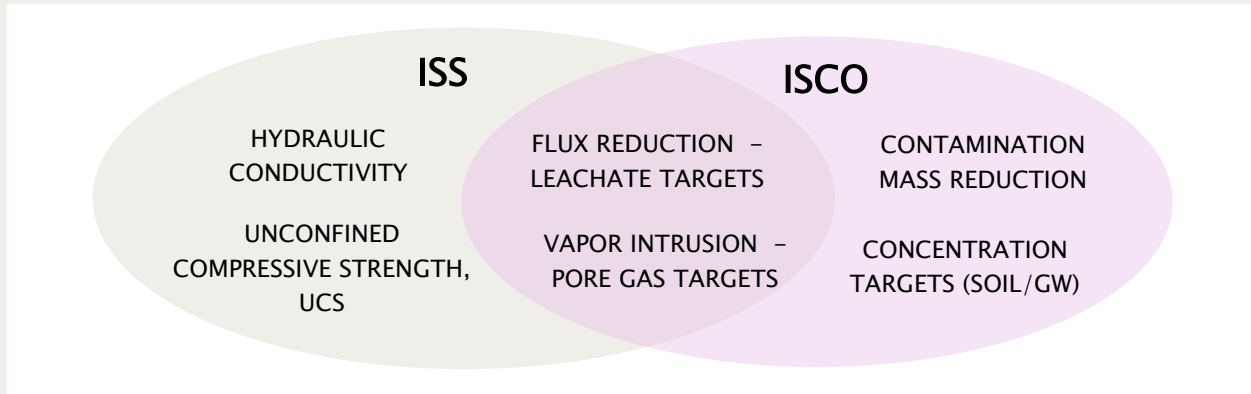 ISS
HYDRAULIC
CONDUCTIVITY
UNCONFINED
COMPRESSIVE STRENGTH,
UCS
FLUX REDUCTION –
LEACHATE TARGETS
VAPOR INTRUSION –
PORE GAS TARGETS
ISCO
CONTAMINATION
MASS REDUCTION
CONCENTRATION
TARGETS (SOIL/GW)